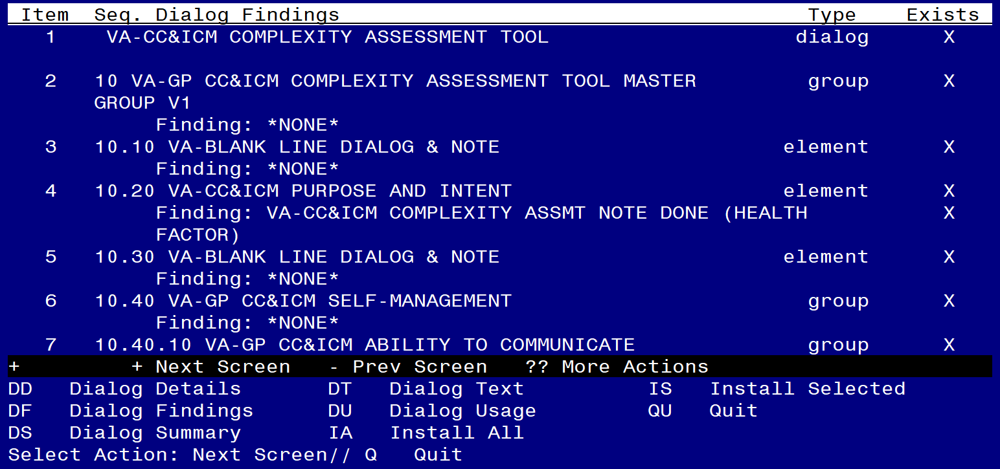 Item  Seq. Dialog Findings                                      Type    Exists
   1    VA-CC&ICM COMPLEXITY ASSESSMENT TOOL                    dialog      X
   2   10 VA-GP CC&ICM COMPLEXITY ASSESSMENT TOOL MASTER         group      X
       GROUP V1
            Finding: *NONE*
   3   10.10 VA-BLANK LINE DIALOG & NOTE                       element      X
            Finding: *NONE*
   4   10.20 VA-CC&ICM PURPOSE AND INTENT                      element      X
            Finding: VA-CC&ICM COMPLEXITY ASSMT NOTE DONE (HEALTH           X
            FACTOR)
   5   10.30 VA-BLANK LINE DIALOG & NOTE                       element      X
            Finding: *NONE*
   6   10.40 VA-GP CC&ICM SELF-MANAGEMENT                        group      X
            Finding: *NONE*
   7   10.40.10 VA-GP CC&ICM ABILITY TO COMMUNICATE              group      X
+         + Next Screen   - Prev Screen   ?? More Actions
DD   Dialog Details       DT   Dialog Text          IS   Install Selected
DF   Dialog Findings      DU   Dialog Usage         QU   Quit
DS   Dialog Summary       IA   Install All
Select Action: Next Screen// Q   Quit